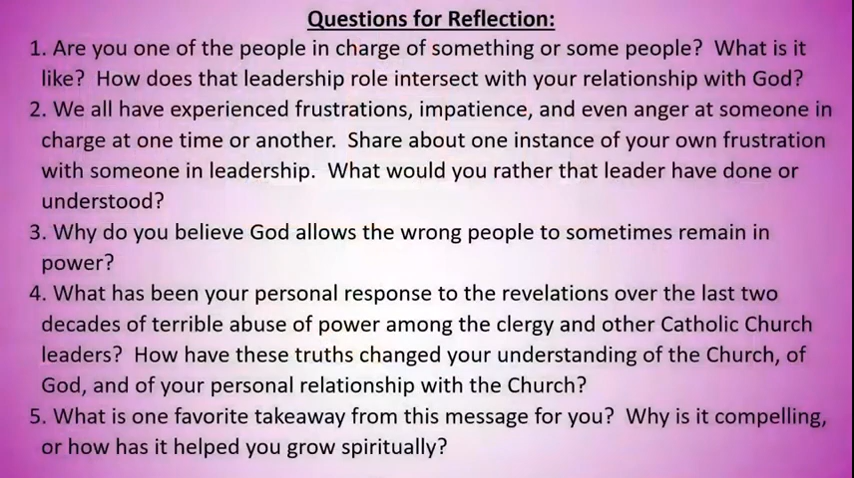 Questions for Reflection:
1. Are you one of the people in charge of something or some people?  What is it
like?  How does that leadership role intersect with your relationship with God?
2. We all have experienced frustrations, impatience, and even anger at someone in
charge at one time or another.  Share about one instance of your own frustration
with someone in leadership.  What would you rather that leader have done or
understood?
3. Why do you believe God allows the wrong people to sometimes remain in
power?
4. What has been your personal response to the revelations over the last two
decades of terrible abuse of power among the clergy and other Catholic Church
leaders?  How have these truths changed your understanding of the Church, of
God, and of your personal relationship with the Church?
5. What is one favorite takeaway from this message for you?  Why is it compelling,
or how has it helped you grow spiritually?